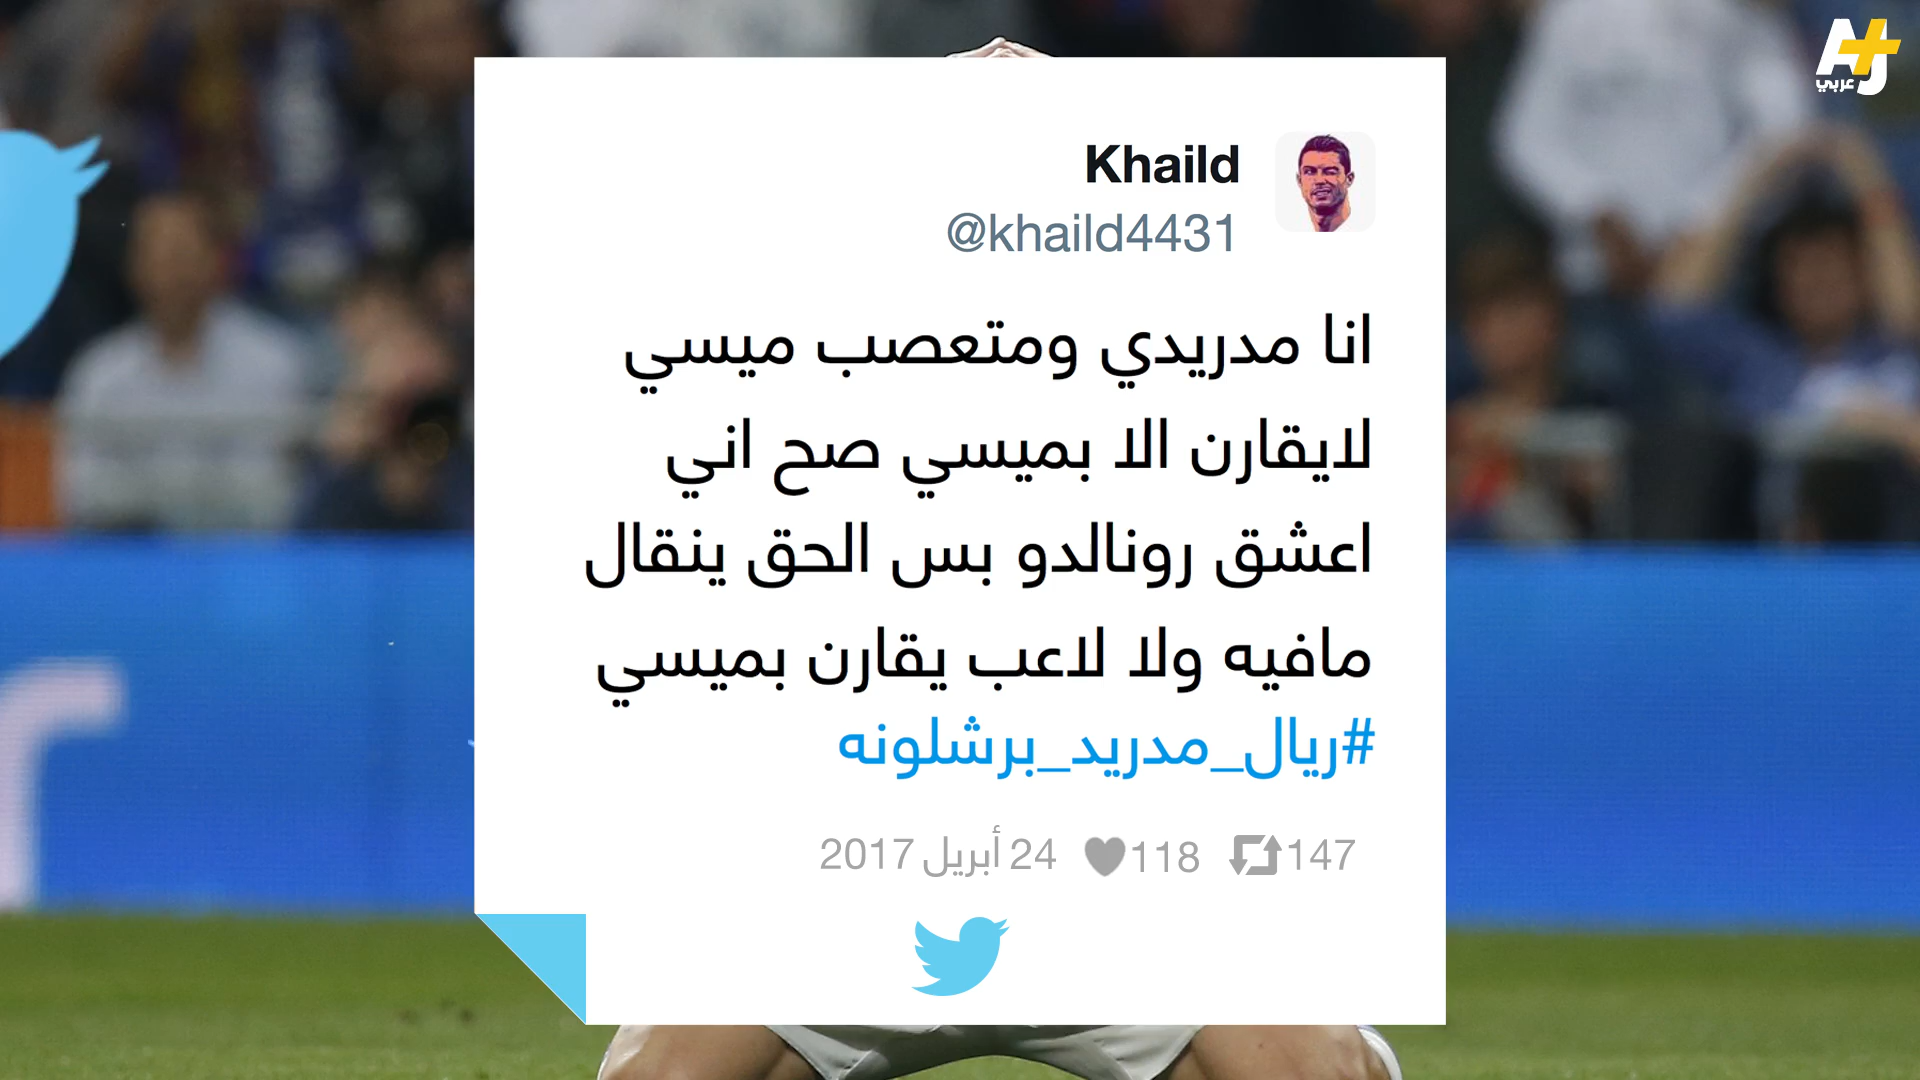 عربي
Khaild
@khaild4431
انا مدريدي ومتعصب ميسي
لايقارن الا بميسي صح اني
اعشق رونالدو بس الحق ينقال
مافيه ولا لاعب يقارن بميسي
#ريال_مدريد_برشلونه
147 118 24 أبريل 2017